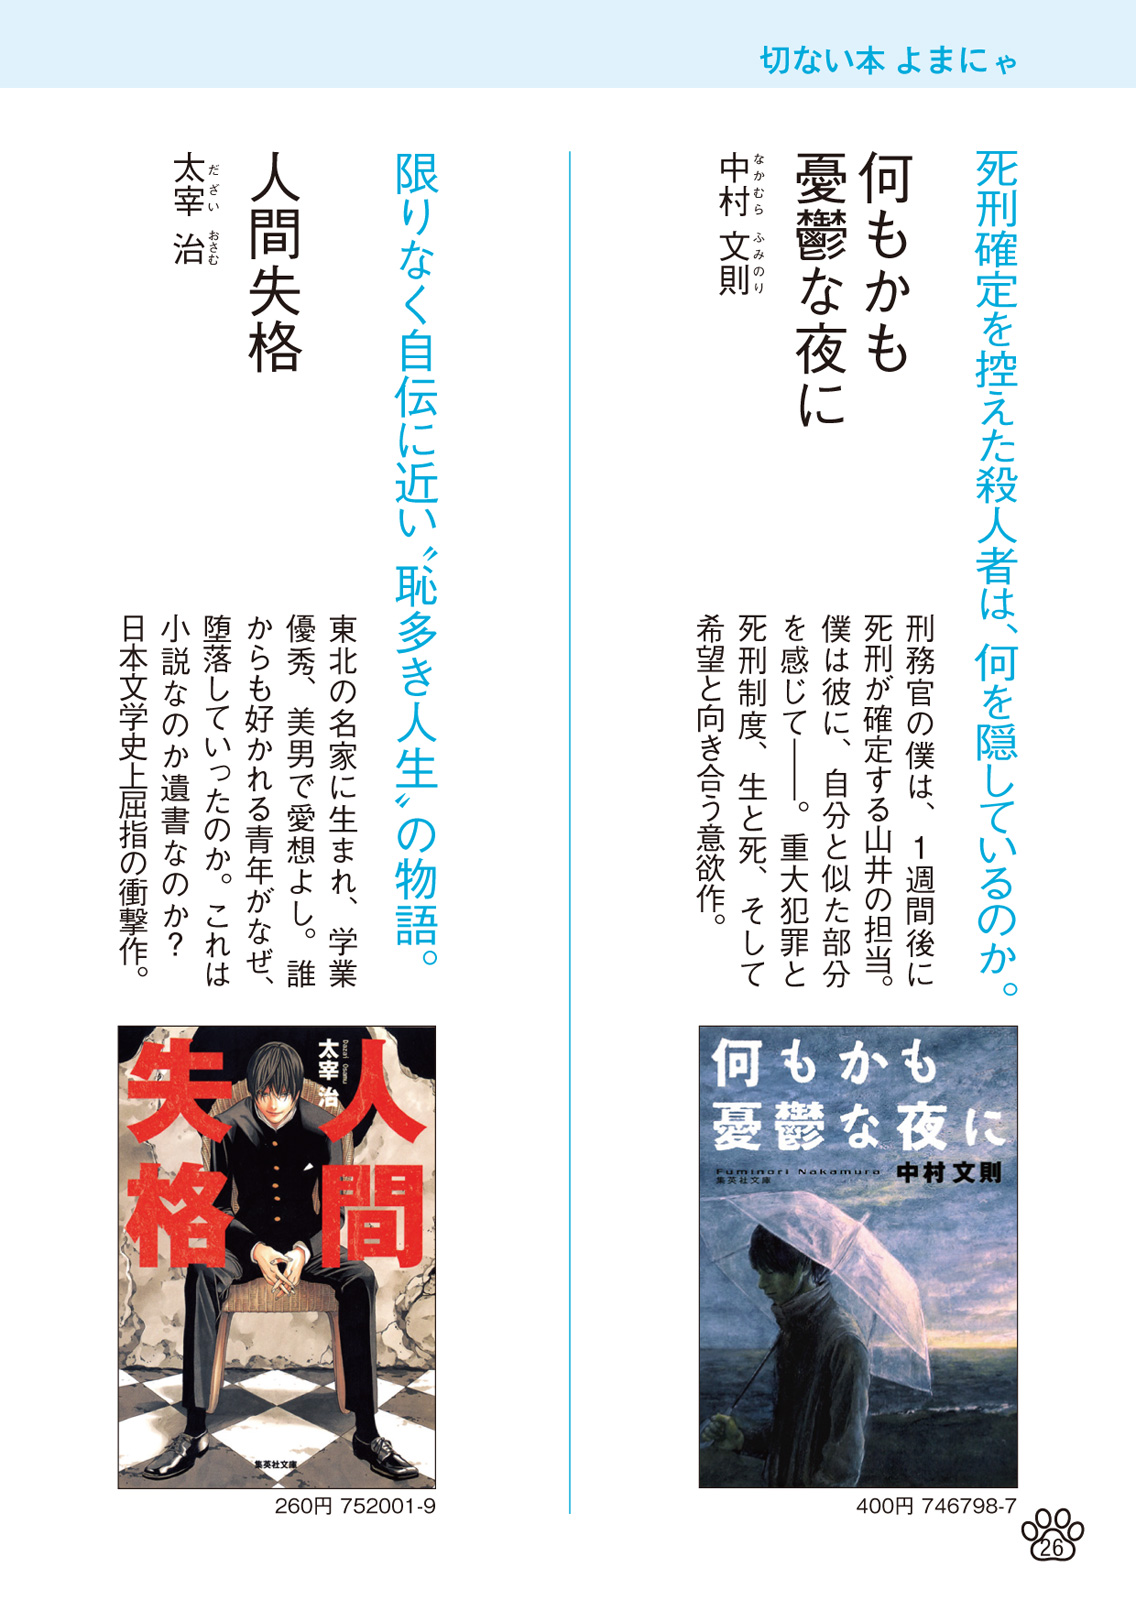 切ない本 よまにゃ
死刑確定を控えた殺人者は、何を隠しているのか。
何もかも
憂鬱な夜に
なかむら ふみのり
中村 文則
刑務官の僕は、1週間後に
死刑が確定する山井の担当。
僕は彼に、自分と似た部分
を感じて――。重大犯罪と
死刑制度、生と死、そして
希望と向き合う意欲作。
何もかも
憂鬱な夜に
Fuminori Nakamura
集英社文庫
中村 文則
400円 746798-7
限りなく自伝に近い〝恥多き人生〟の物語。
人間失格
だざい おさむ
太宰 治
東北の名家に生まれ、学業
優秀、美男で愛想よし。誰
からも好かれる青年がなぜ、
堕落していったのか。これは
小説なのか遺書なのか?
日本文学史上屈指の衝撃作。
人間
失格
Dazai Osamu
太宰 治
集英社文庫
260円 752001-9
26